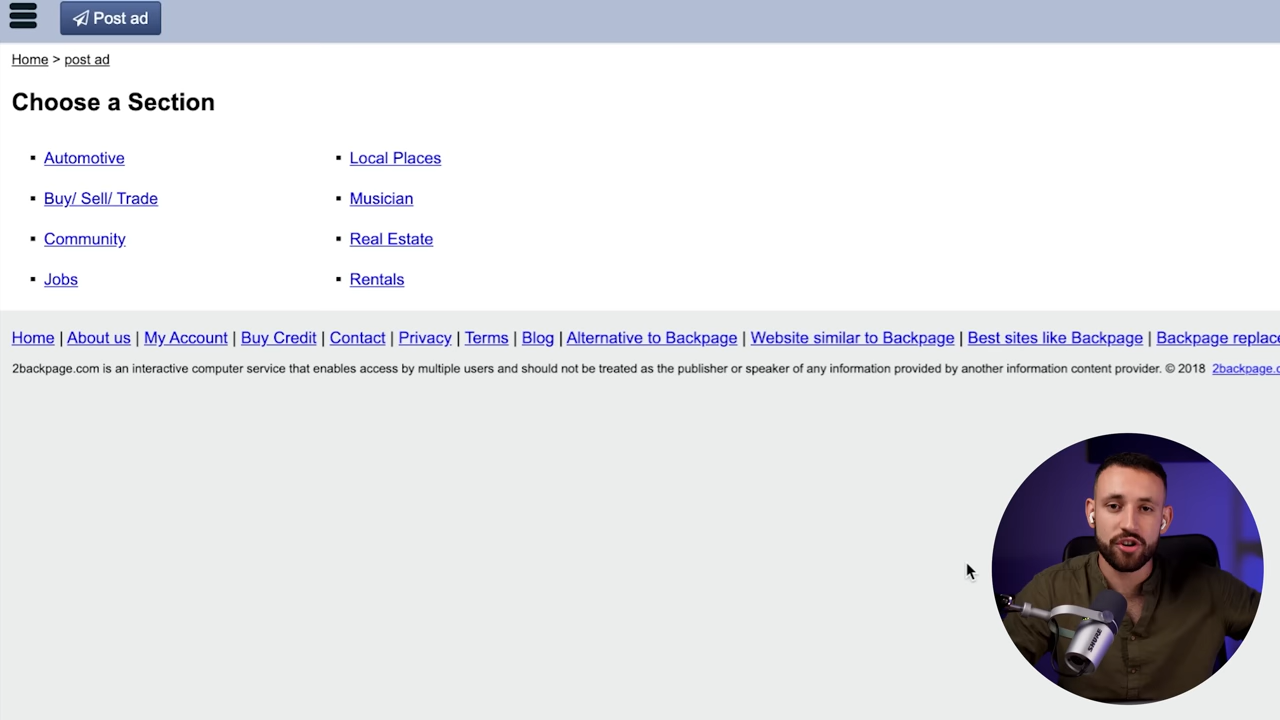 Post ad
Home > post ad
Choose a Section
Automotive
Local Places
Buy/ Sell/ Trade
Musician
Community
Real Estate
Jobs
Rentals
Home | About us | My Account | Buy Credit | Contact | Privacy | Terms | Blog | Alternative to Backpage | Website similar to Backpage | Best sites like Backpage | Backpage replace
2backpage.com is an interactive computer service that enables access by multiple users and should not be treated as the publisher or speaker of any information provided by another information content provider. © 2018 2backpage.c
SHURE